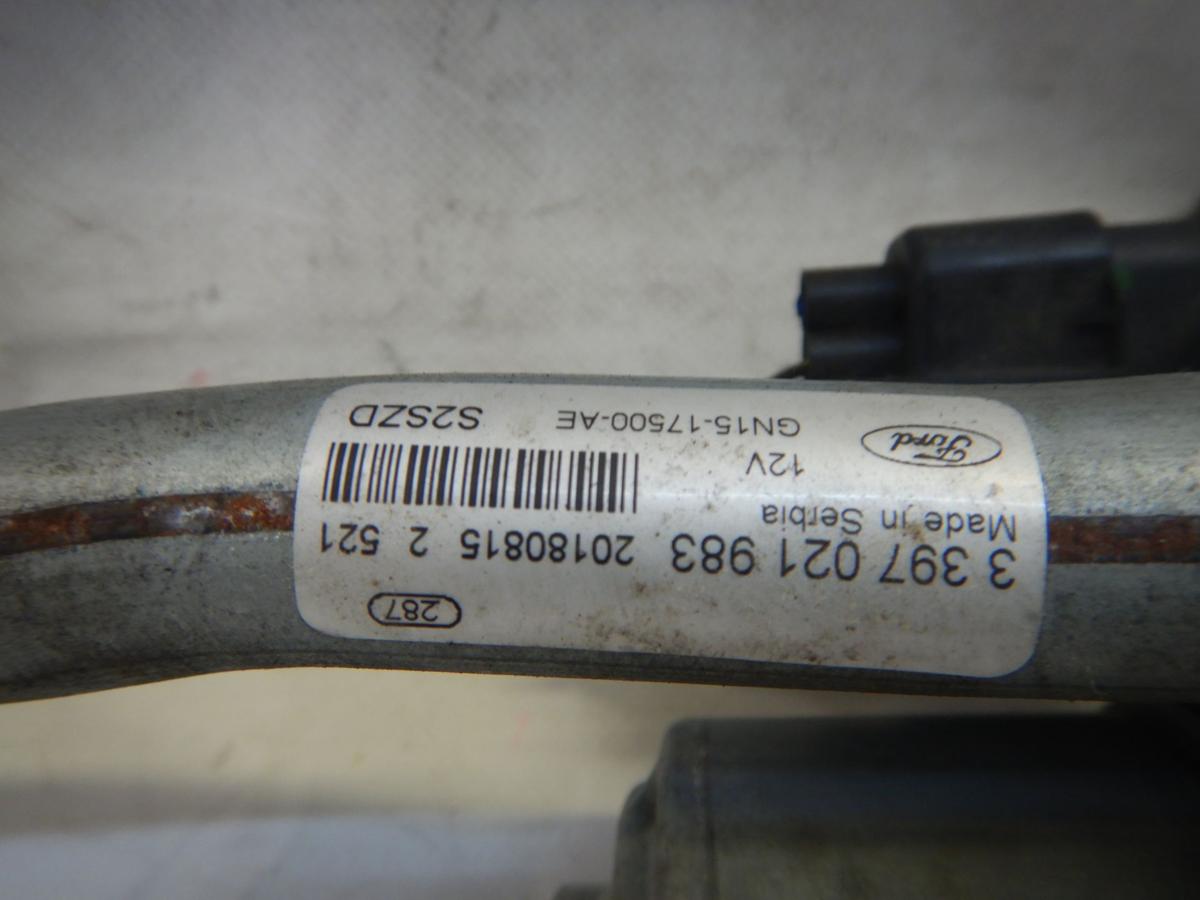 287
3 397 021 983 20180815 2 521
Made in Serbia
12V
Ford GN15-17500-AE S2SZD